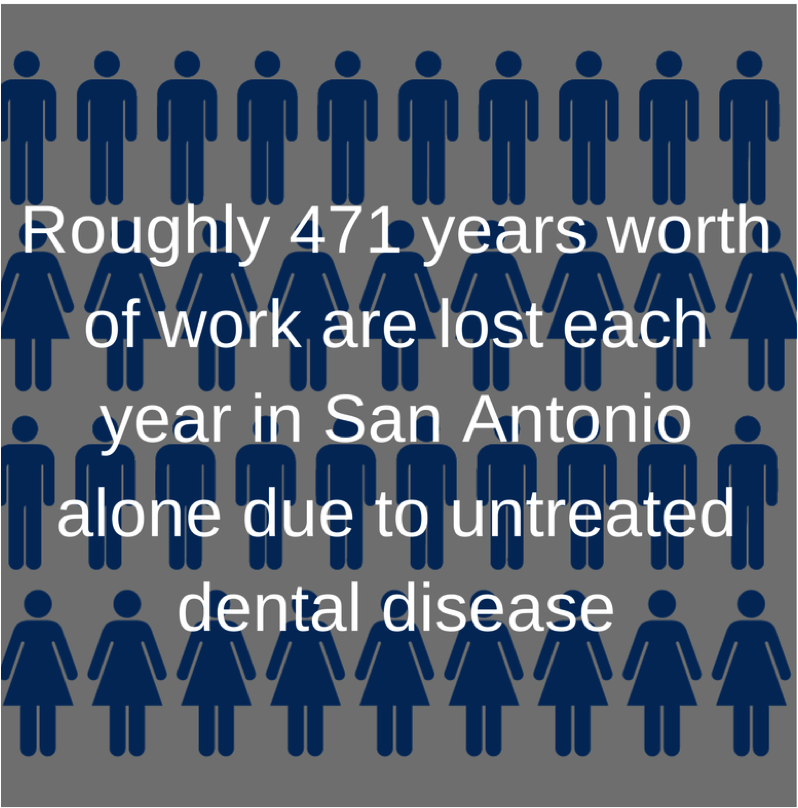 Roughly 471 years worth
of work are lost each
year in San Antonio
alone due to untreated
dental disease